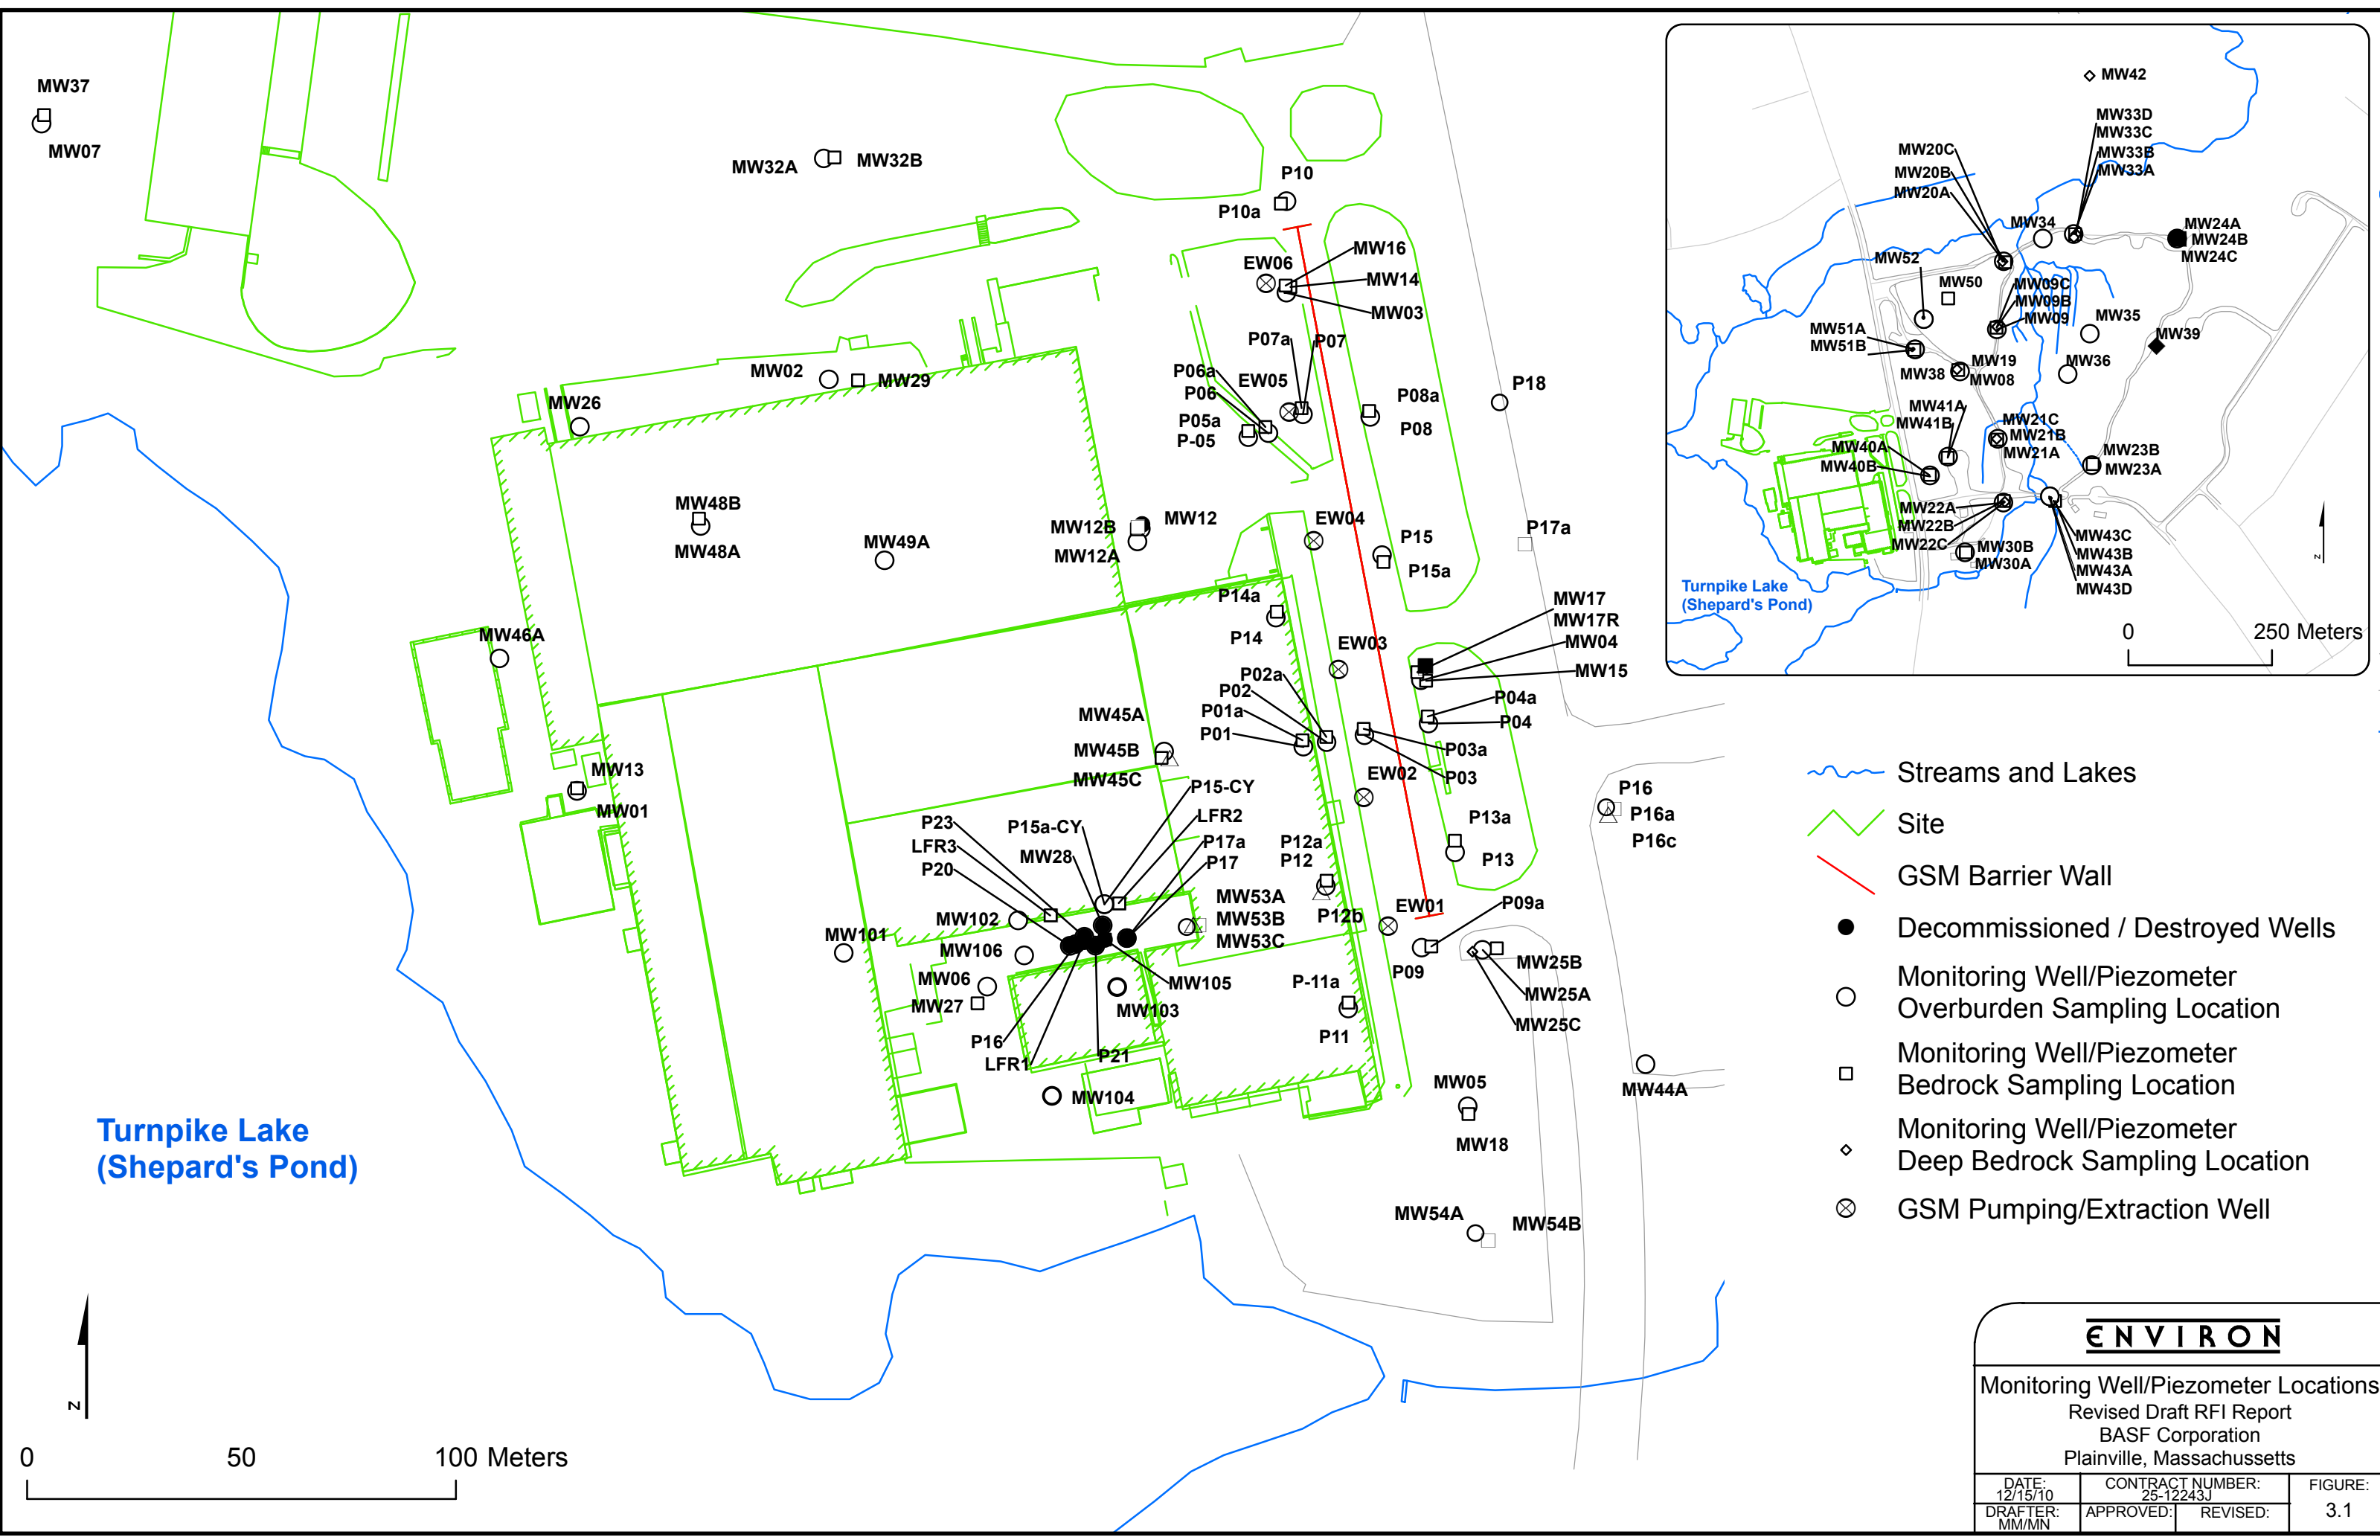 MW37
MW07
MW32A
MW32B
P10
P10a
MW16
EW06
MW14
MW03
P07a
P07
P06a
EW05
P06
P05a
P-05
P08a
P08
P18
MW02
MW29
MW26
MW48B
MW48A
MW49A
MW12B
MW12
MW12A
EW04
P15
P15a
P17a
P14a
P14
MW17
MW17R
MW04
MW15
EW03
MW46A
P02a
P02
P01a
P01
P04a
P04
P03a
P03
MW45A
MW45B
MW45C
EW02
MW13
MW01
P15-CY
LFR2
P15a-CY
P23
LFR3
P20
MW28
P17a
P17
P12a
P12
P13a
P13
P16
P16a
P16c
MW53A
MW53B
MW53C
P12b
EW01
P09a
P09
MW102
MW101
MW106
MW06
MW27
MW105
MW103
P16
LFR1
P21
MW104
P-11a
P11
MW25B
MW25A
MW25C
MW05
MW18
MW44A
MW54A
MW54B
Turnpike Lake
(Shepard's Pond)
N
0 50 100 Meters
MW42
MW33D
MW33C
MW33B
MW33A
MW20C
MW20B
MW20A
MW34
MW24A
MW24B
MW24C
MW52
MW50
MW09C
MW09B
MW09
MW35
MW39
MW51A
MW51B
MW19
MW38
MW08
MW36
MW41A
MW41B
MW21C
MW21B
MW21A
MW40A
MW40B
MW23B
MW23A
MW22A
MW22B
MW22C
MW30B
MW30A
MW43C
MW43B
MW43A
MW43D
Turnpike Lake
(Shepard's Pond)
N
0 250 Meters
Streams and Lakes
Site
GSM Barrier Wall
Decommissioned / Destroyed Wells
Monitoring Well/Piezometer
Overburden Sampling Location
Monitoring Well/Piezometer
Bedrock Sampling Location
Monitoring Well/Piezometer
Deep Bedrock Sampling Location
GSM Pumping/Extraction Well
ENVIRON
Monitoring Well/Piezometer Locations
Revised Draft RFI Report
BASF Corporation
Plainville, Massachussetts
DATE:
12/15/10
CONTRACT NUMBER:
25-12243J
FIGURE:
3.1
DRAFTER:
MM/MN
APPROVED:
REVISED: